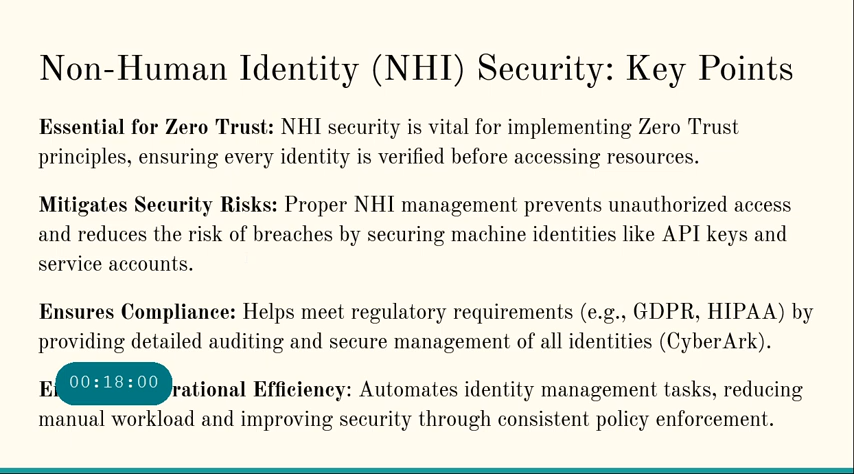 Non-Human Identity (NHI) Security: Key Points
Essential for Zero Trust: NHI security is vital for implementing Zero Trust
principles, ensuring every identity is verified before accessing resources.
Mitigates Security Risks: Proper NHI management prevents unauthorized access
and reduces the risk of breaches by securing machine identities like API keys and
service accounts.
Ensures Compliance: Helps meet regulatory requirements (e.g., GDPR, HIPAA) by
providing detailed auditing and secure management of all identities (CyberArk).
00:18:00
Efficiency: Automates identity management tasks, reducing
manual workload and improving security through consistent policy enforcement.